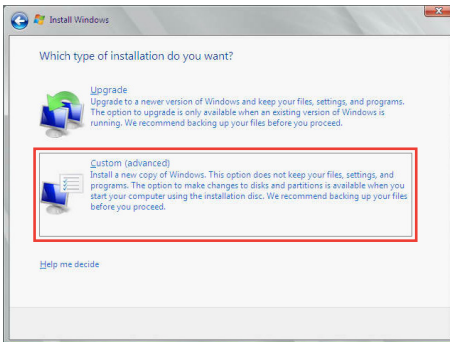 Install Windows
Which type of installation do you want?
Upgrade
Upgrade to a newer version of Windows and keep your files, settings, and programs.
The option to upgrade is only available when an existing version of Windows is
running. We recommend backing up your files before you proceed.
Custom (advanced)
Install a new copy of Windows. This option does not keep your files, settings, and
programs. The option to make changes to disks and partitions is available when you
start your computer using the installation disc. We recommend backing up your files
before you proceed.
Help me decide